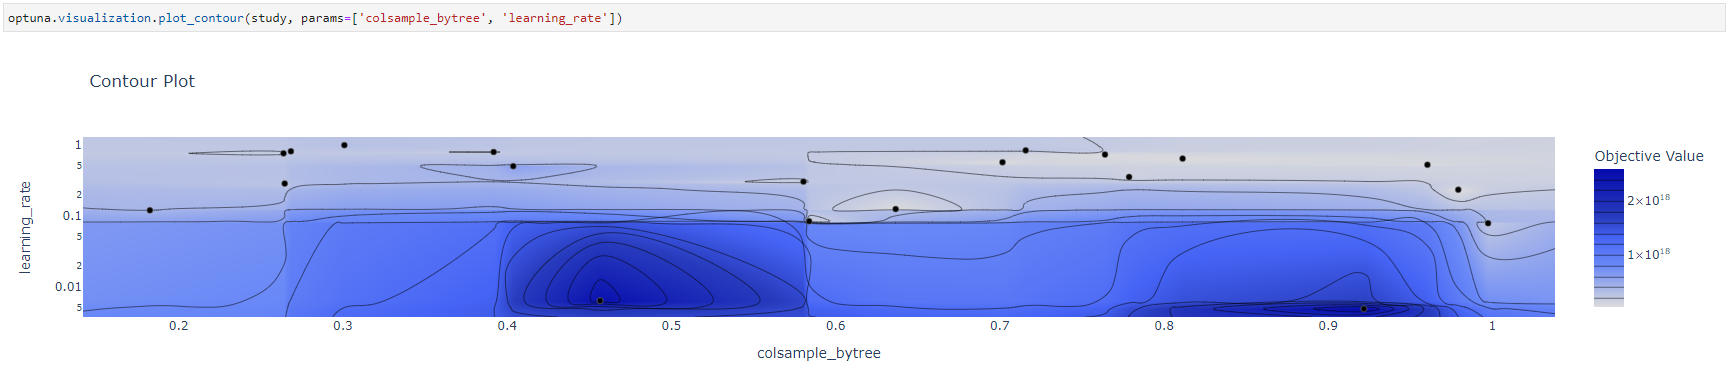 optuna.visualization.plot_contour(study, params=['colsample_bytree', 'learning_rate'])
Contour Plot
learning_rate
1
5
2
0.1
5
2
0.01
5
0.2 0.3 0.4 0.5 0.6 0.7 0.8 0.9 1
colsample_bytree
Objective Value
2×10¹⁸
1×10¹⁸